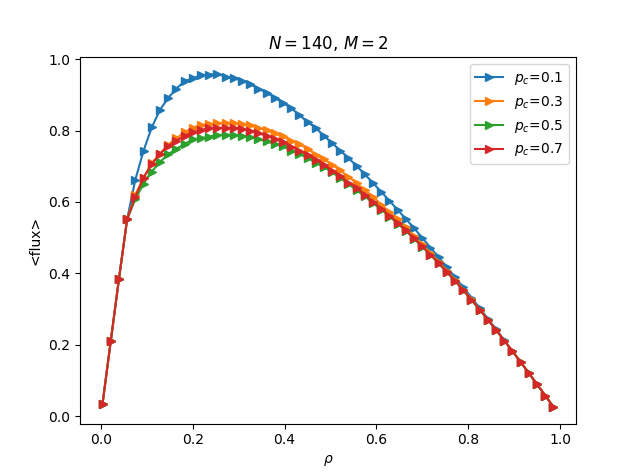 N = 140, M = 2
<flux>
1.0
0.8
0.6
0.4
0.2
0.0
p_c=0.1
p_c=0.3
p_c=0.5
p_c=0.7
0.0 0.2 0.4 0.6 0.8 1.0
ρ